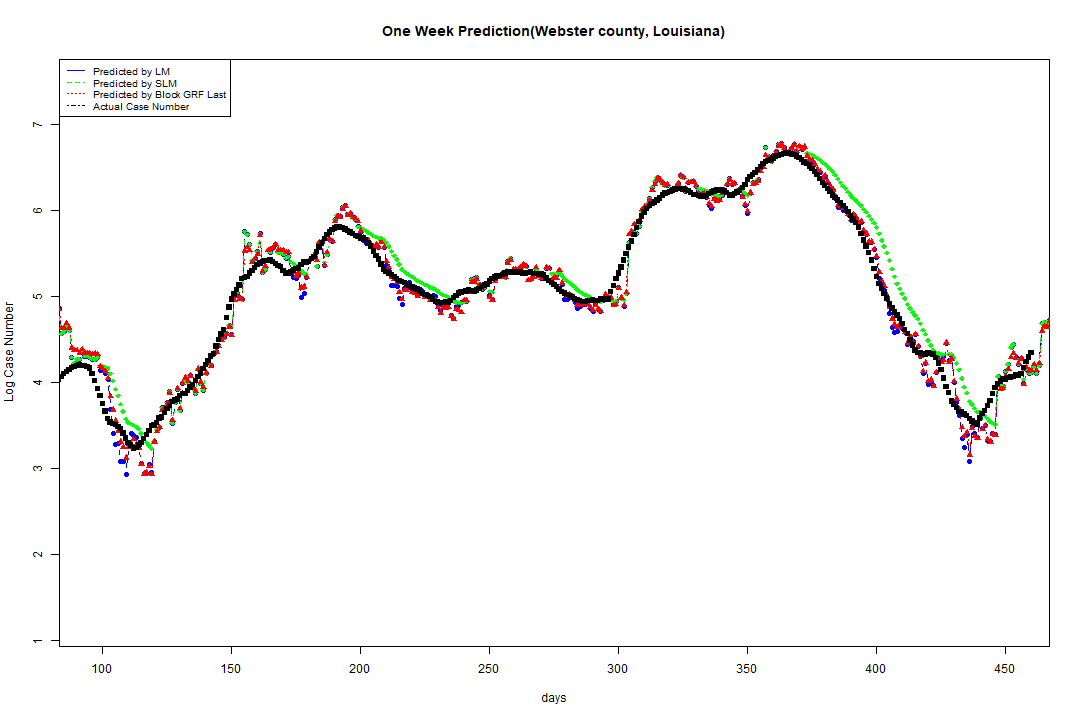 One Week Prediction(Webster county, Louisiana)
Predicted by LM
Predicted by SLM
Predicted by Block GRF Last
Actual Case Number
Log Case Number
7
6
5
4
3
2
1
100 150 200 250 300 350 400 450
days